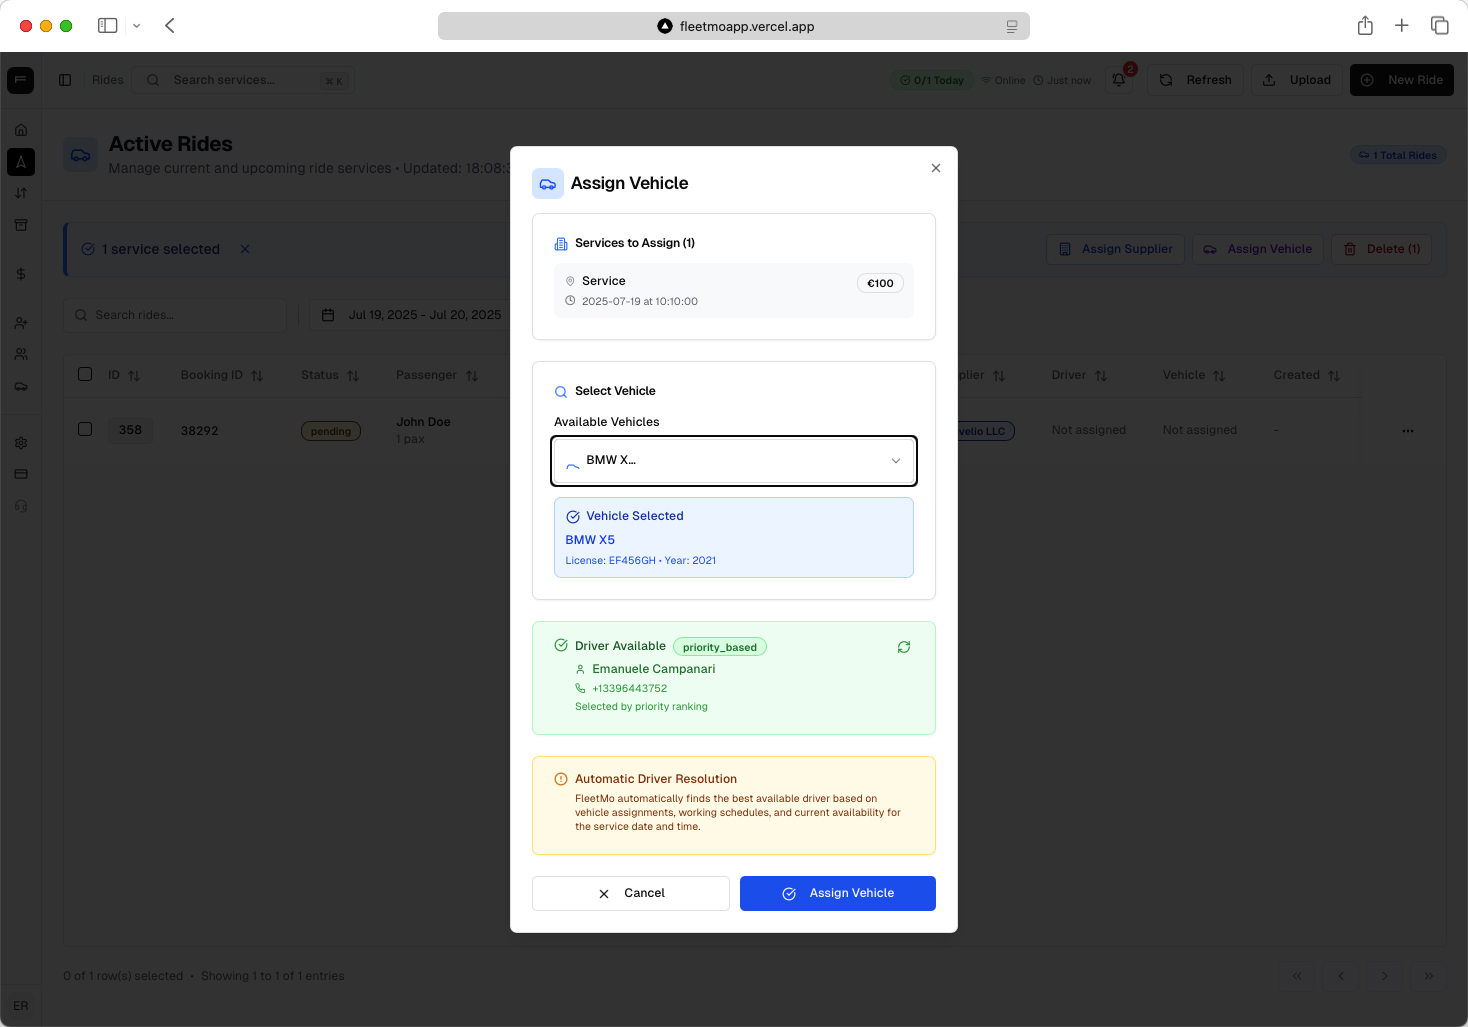 fleetmoapp.vercel.app
Rides
Search services...
⌘ K
0/1 Today
Online
Just now
2
Refresh
Upload
New Ride
Active Rides
Manage current and upcoming ride services • Updated: 18:08:
1 Total Rides
1 service selected
Assign Supplier
Assign Vehicle
Delete (1)
Search rides...
Jul 19, 2025 - Jul 20, 2025
ID
Booking ID
Status
Passenger
plier
Driver
Vehicle
Created
358
38292
pending
John Doe
1 pax
velio LLC
Not assigned
Not assigned
-
...
Assign Vehicle
Services to Assign (1)
Service
€100
2025-07-19 at 10:10:00
Select Vehicle
Available Vehicles
BMW X...
Vehicle Selected
BMW X5
License: EF456GH • Year: 2021
Driver Available
priority_based
Emanuele Campanari
+13396443752
Selected by priority ranking
Automatic Driver Resolution
FleetMo automatically finds the best available driver based on
vehicle assignments, working schedules, and current availability for
the service date and time.
Cancel
Assign Vehicle
0 of 1 row(s) selected • Showing 1 to 1 of 1 entries
ER